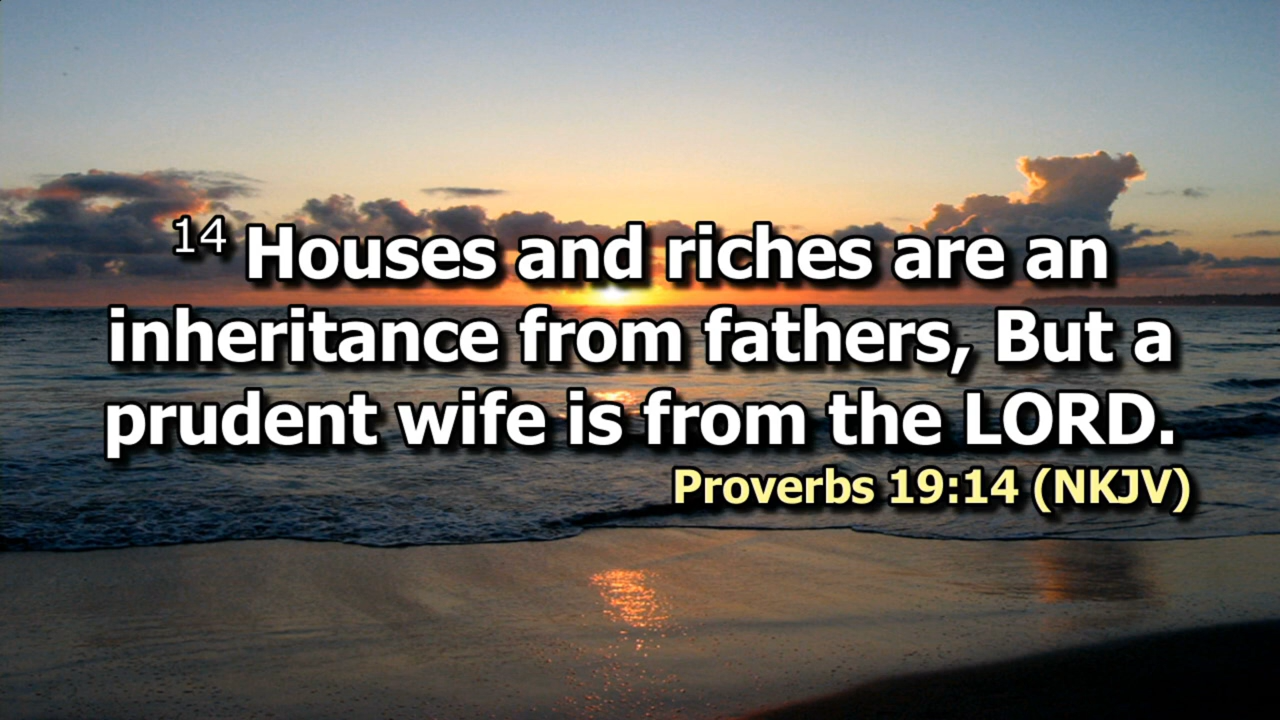 14 Houses and riches are an
inheritance from fathers, But a
prudent wife is from the LORD.
Proverbs 19:14 (NKJV)